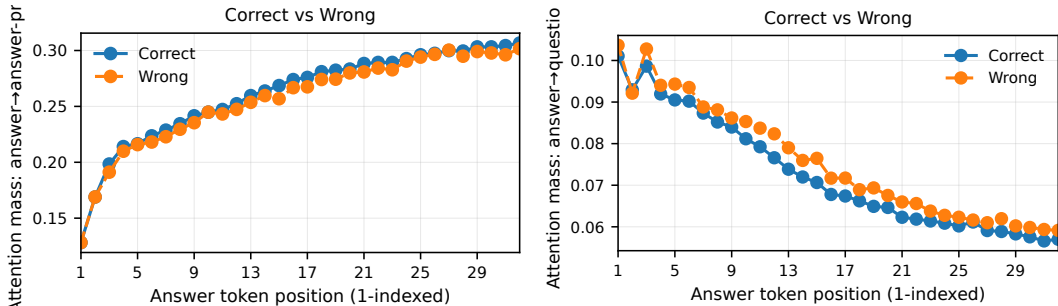 Correct vs Wrong
Attention mass: answer→answer-pr
0.30
0.25
0.20
0.15
Correct
Wrong
1 5 9 13 17 21 25 29
Answer token position (1-indexed)
Correct vs Wrong
Attention mass: answer→questio
0.10
0.09
0.08
0.07
0.06
Correct
Wrong
1 5 9 13 17 21 25 29
Answer token position (1-indexed)